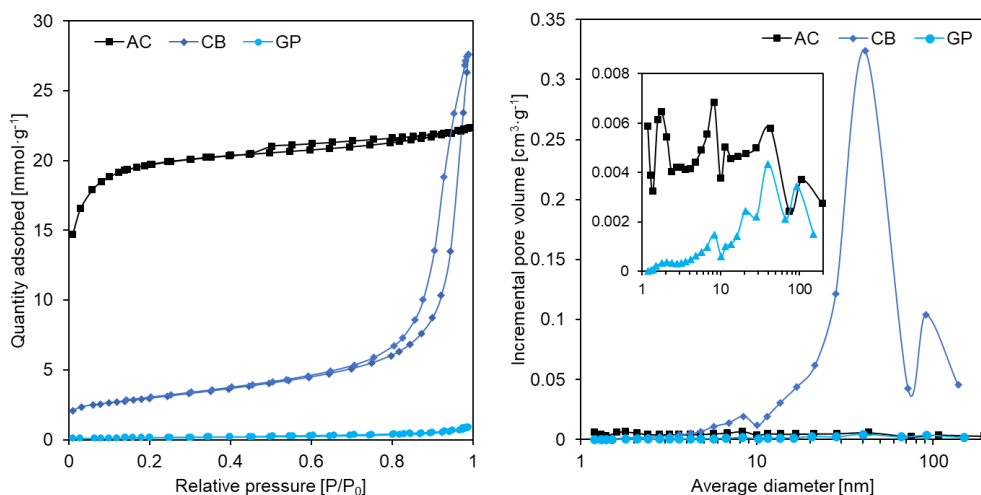 Quantity adsorbed [mmol·g⁻¹]
30
25
20
15
10
5
0
AC CB GP
0 0.2 0.4 0.6 0.8 1
Relative pressure [P/P₀]
Incremental pore volume [cm³·g⁻¹]
0.35
0.3
0.25
0.2
0.15
0.1
0.05
0
AC CB GP
0.008
0.006
0.004
0.002
0
1 10 100
1 10 100
Average diameter [nm]